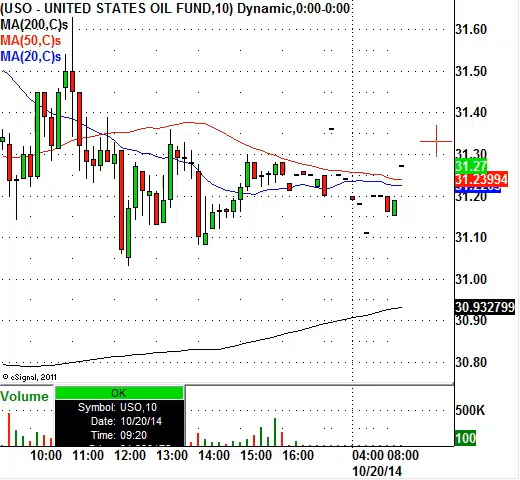 (USO - UNITED STATES OIL FUND,10) Dynamic,0:00-0:00
MA(200,C)s
MA(50,C)s
MA(20,C)s
31.60
31.50
31.40
31.30
31.27
31.23994
31.20
31.10
31.00
30.932799
30.90
30.80
© eSignal, 2011
Volume
OK
Symbol: USO,10
Date: 10/20/14
Time: 09:20
500K
100
10:00 11:00 12:00 13:00 14:00 15:00 16:00 04:00 08:00
10/20/14